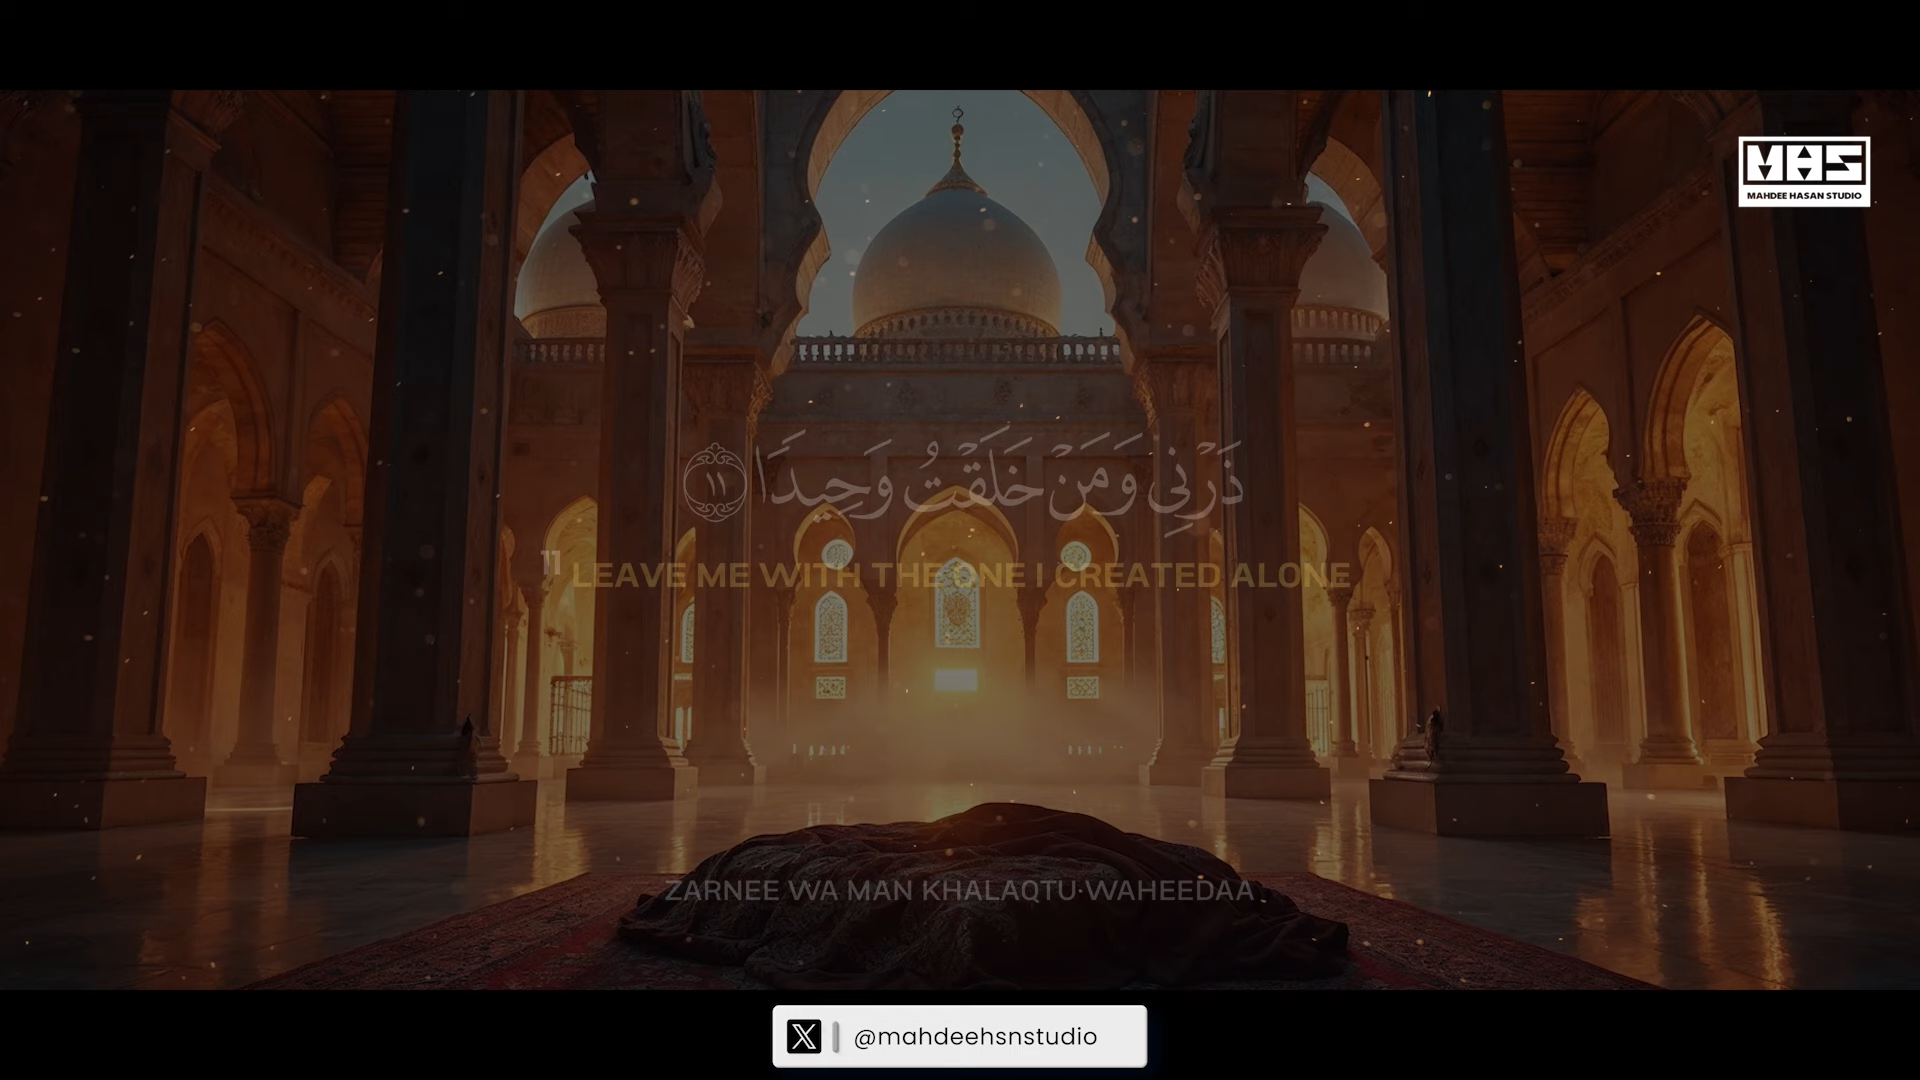 MHS
MAHDEE HASAN STUDIO
ذَرْنِى وَمَنْ خَلَقْتُ وَحِيدًا ١١
11 LEAVE ME WITH THE ONE I CREATED ALONE
ZARNEE WA MAN KHALAQTU WAHEEDAA
X | @mahdeehsnstudio